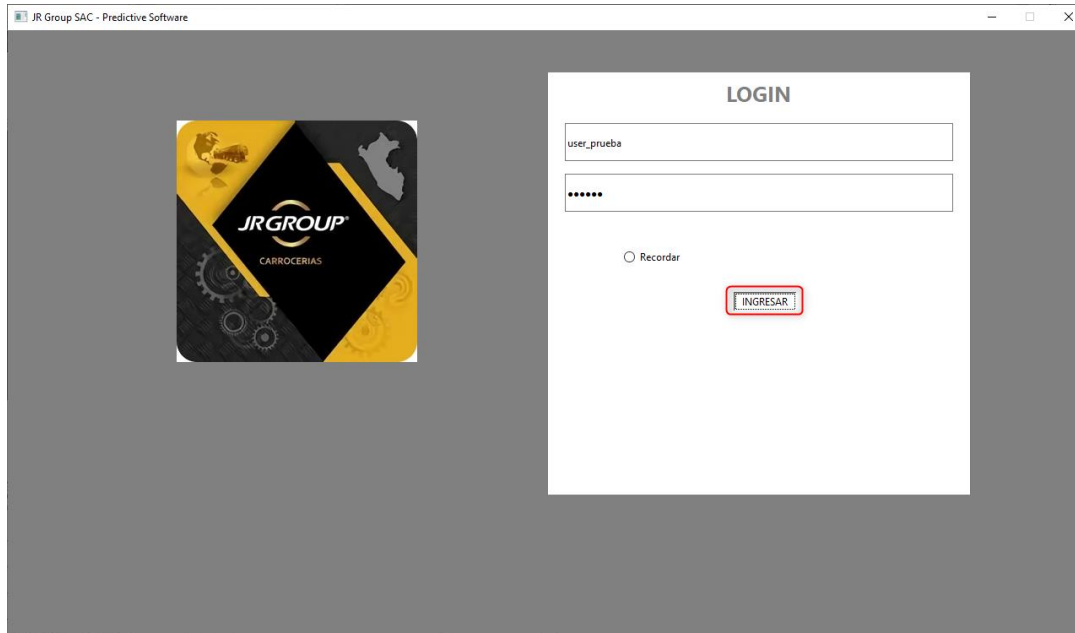 JR Group SAC - Predictive Software
JRGROUP®
CARROCERIAS
LOGIN
user_prueba
••••••
Recordar
INGRESAR